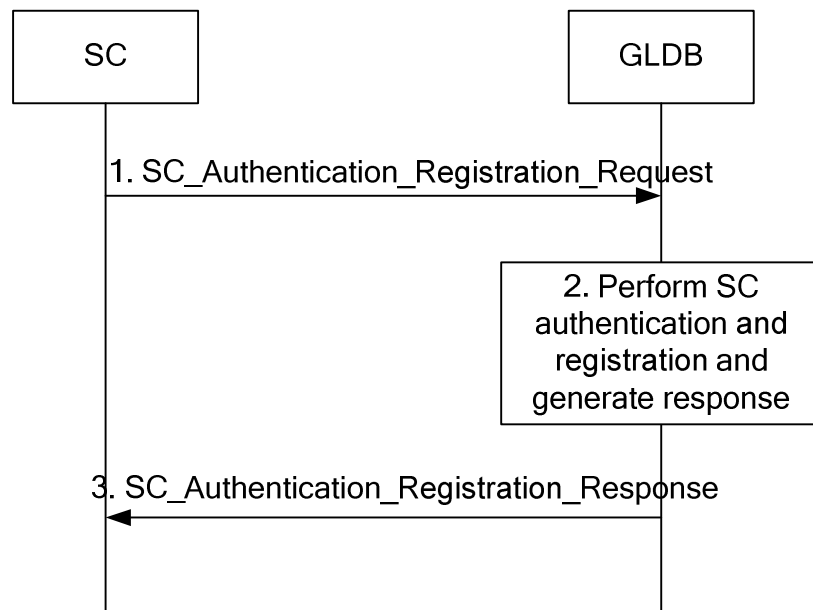 SC
GLDB
1. SC_Authentication_Registration_Request
2. Perform SC
authentication and
registration and
generate response
3. SC_Authentication_Registration_Response